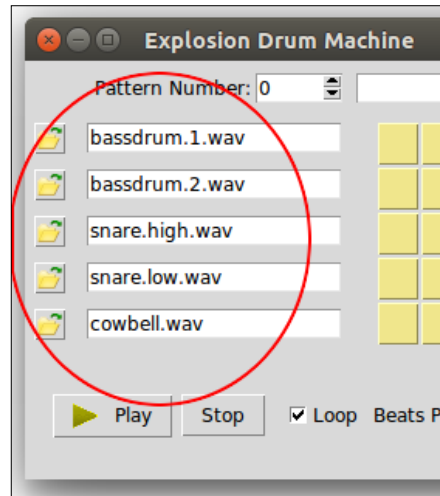 Explosion Drum Machine
Pattern Number: 0
bassdrum.1.wav
bassdrum.2.wav
snare.high.wav
snare.low.wav
cowbell.wav
Play Stop Loop Beats P